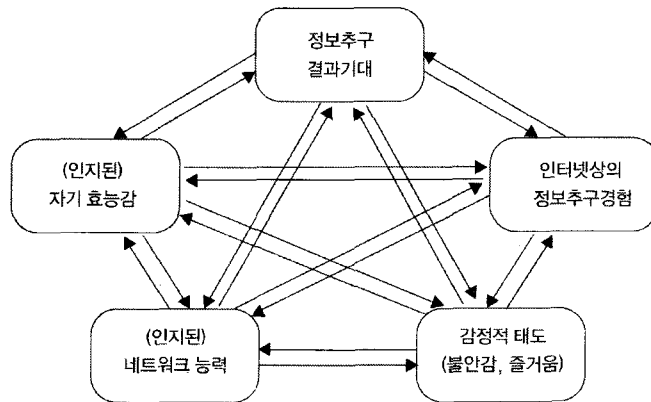 정보추구
결과기대
(인지된)
자기 효능감
인터넷상의
정보추구경험
(인지된)
네트워크 능력
감정적 태도
(불안감, 즐거움)